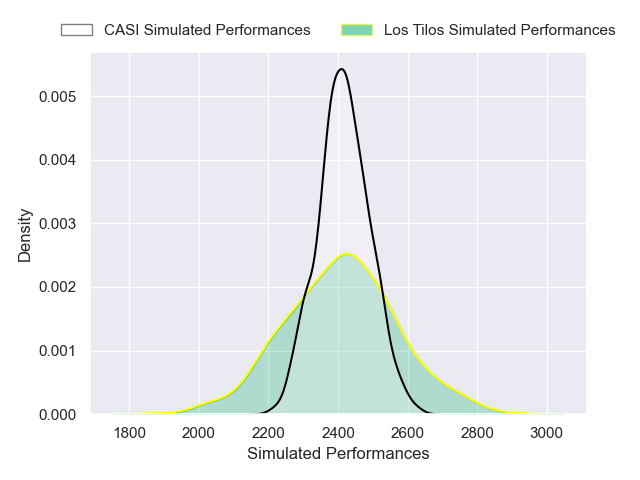 CASI Simulated Performances
Los Tilos Simulated Performances
0.005
0.004
0.003
0.002
0.001
0.000
Density
1800 2000 2200 2400 2600 2800 3000
Simulated Performances